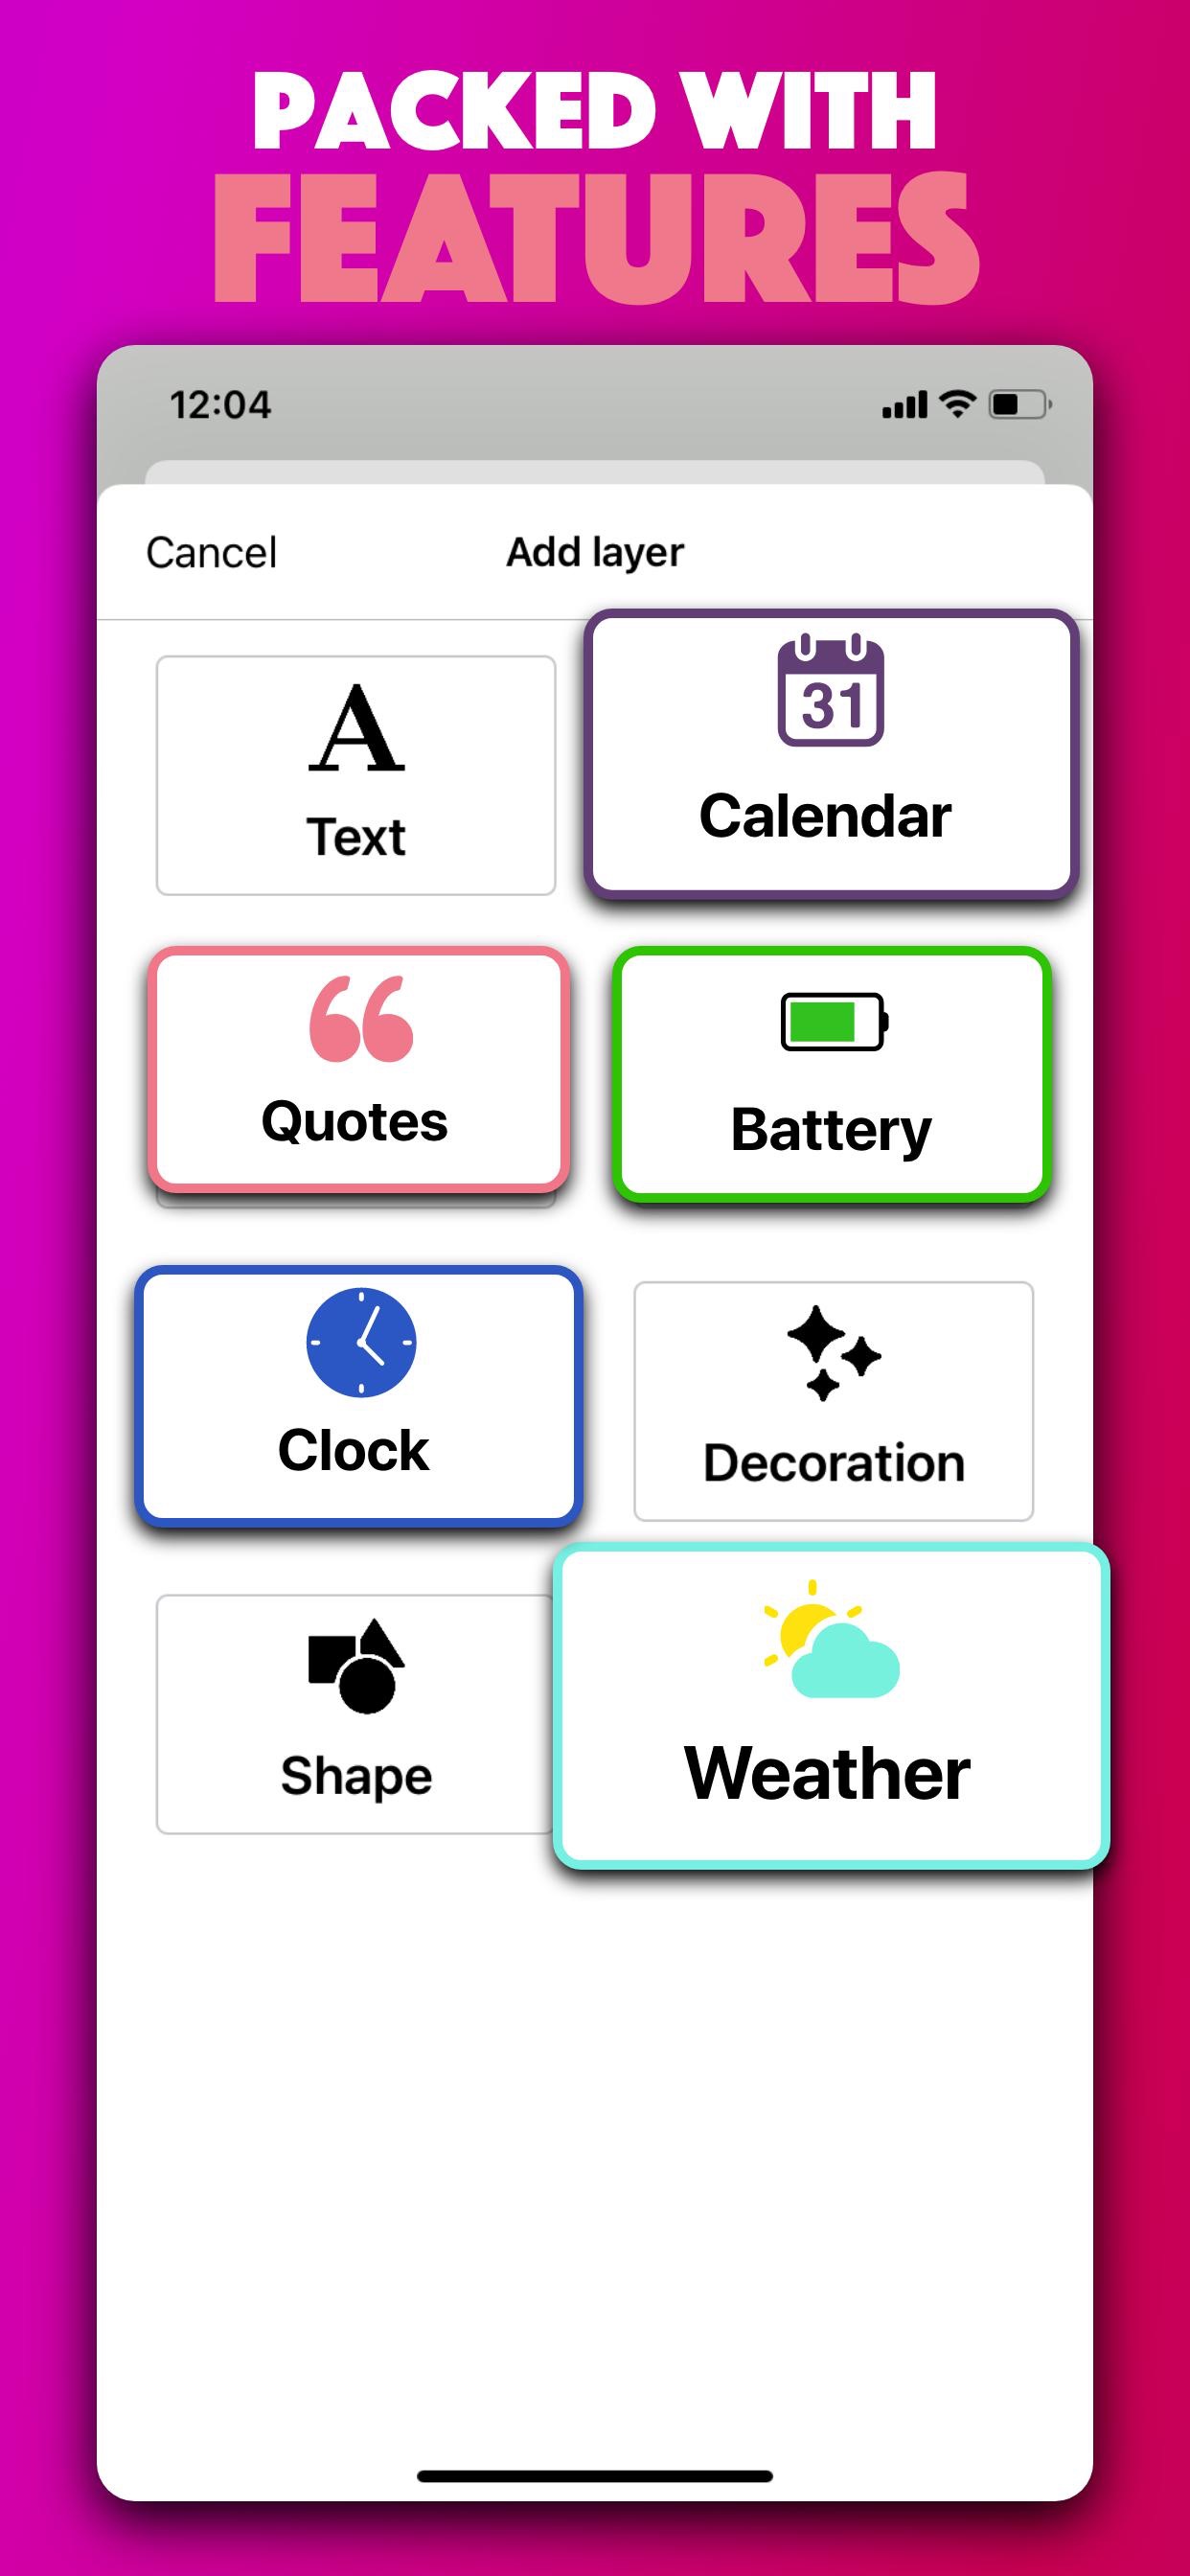 PACKED WITH
FEATURES
12:04
Cancel
Add layer
Text
31
Calendar
Quotes
Battery
Clock
Decoration
Shape
Weather